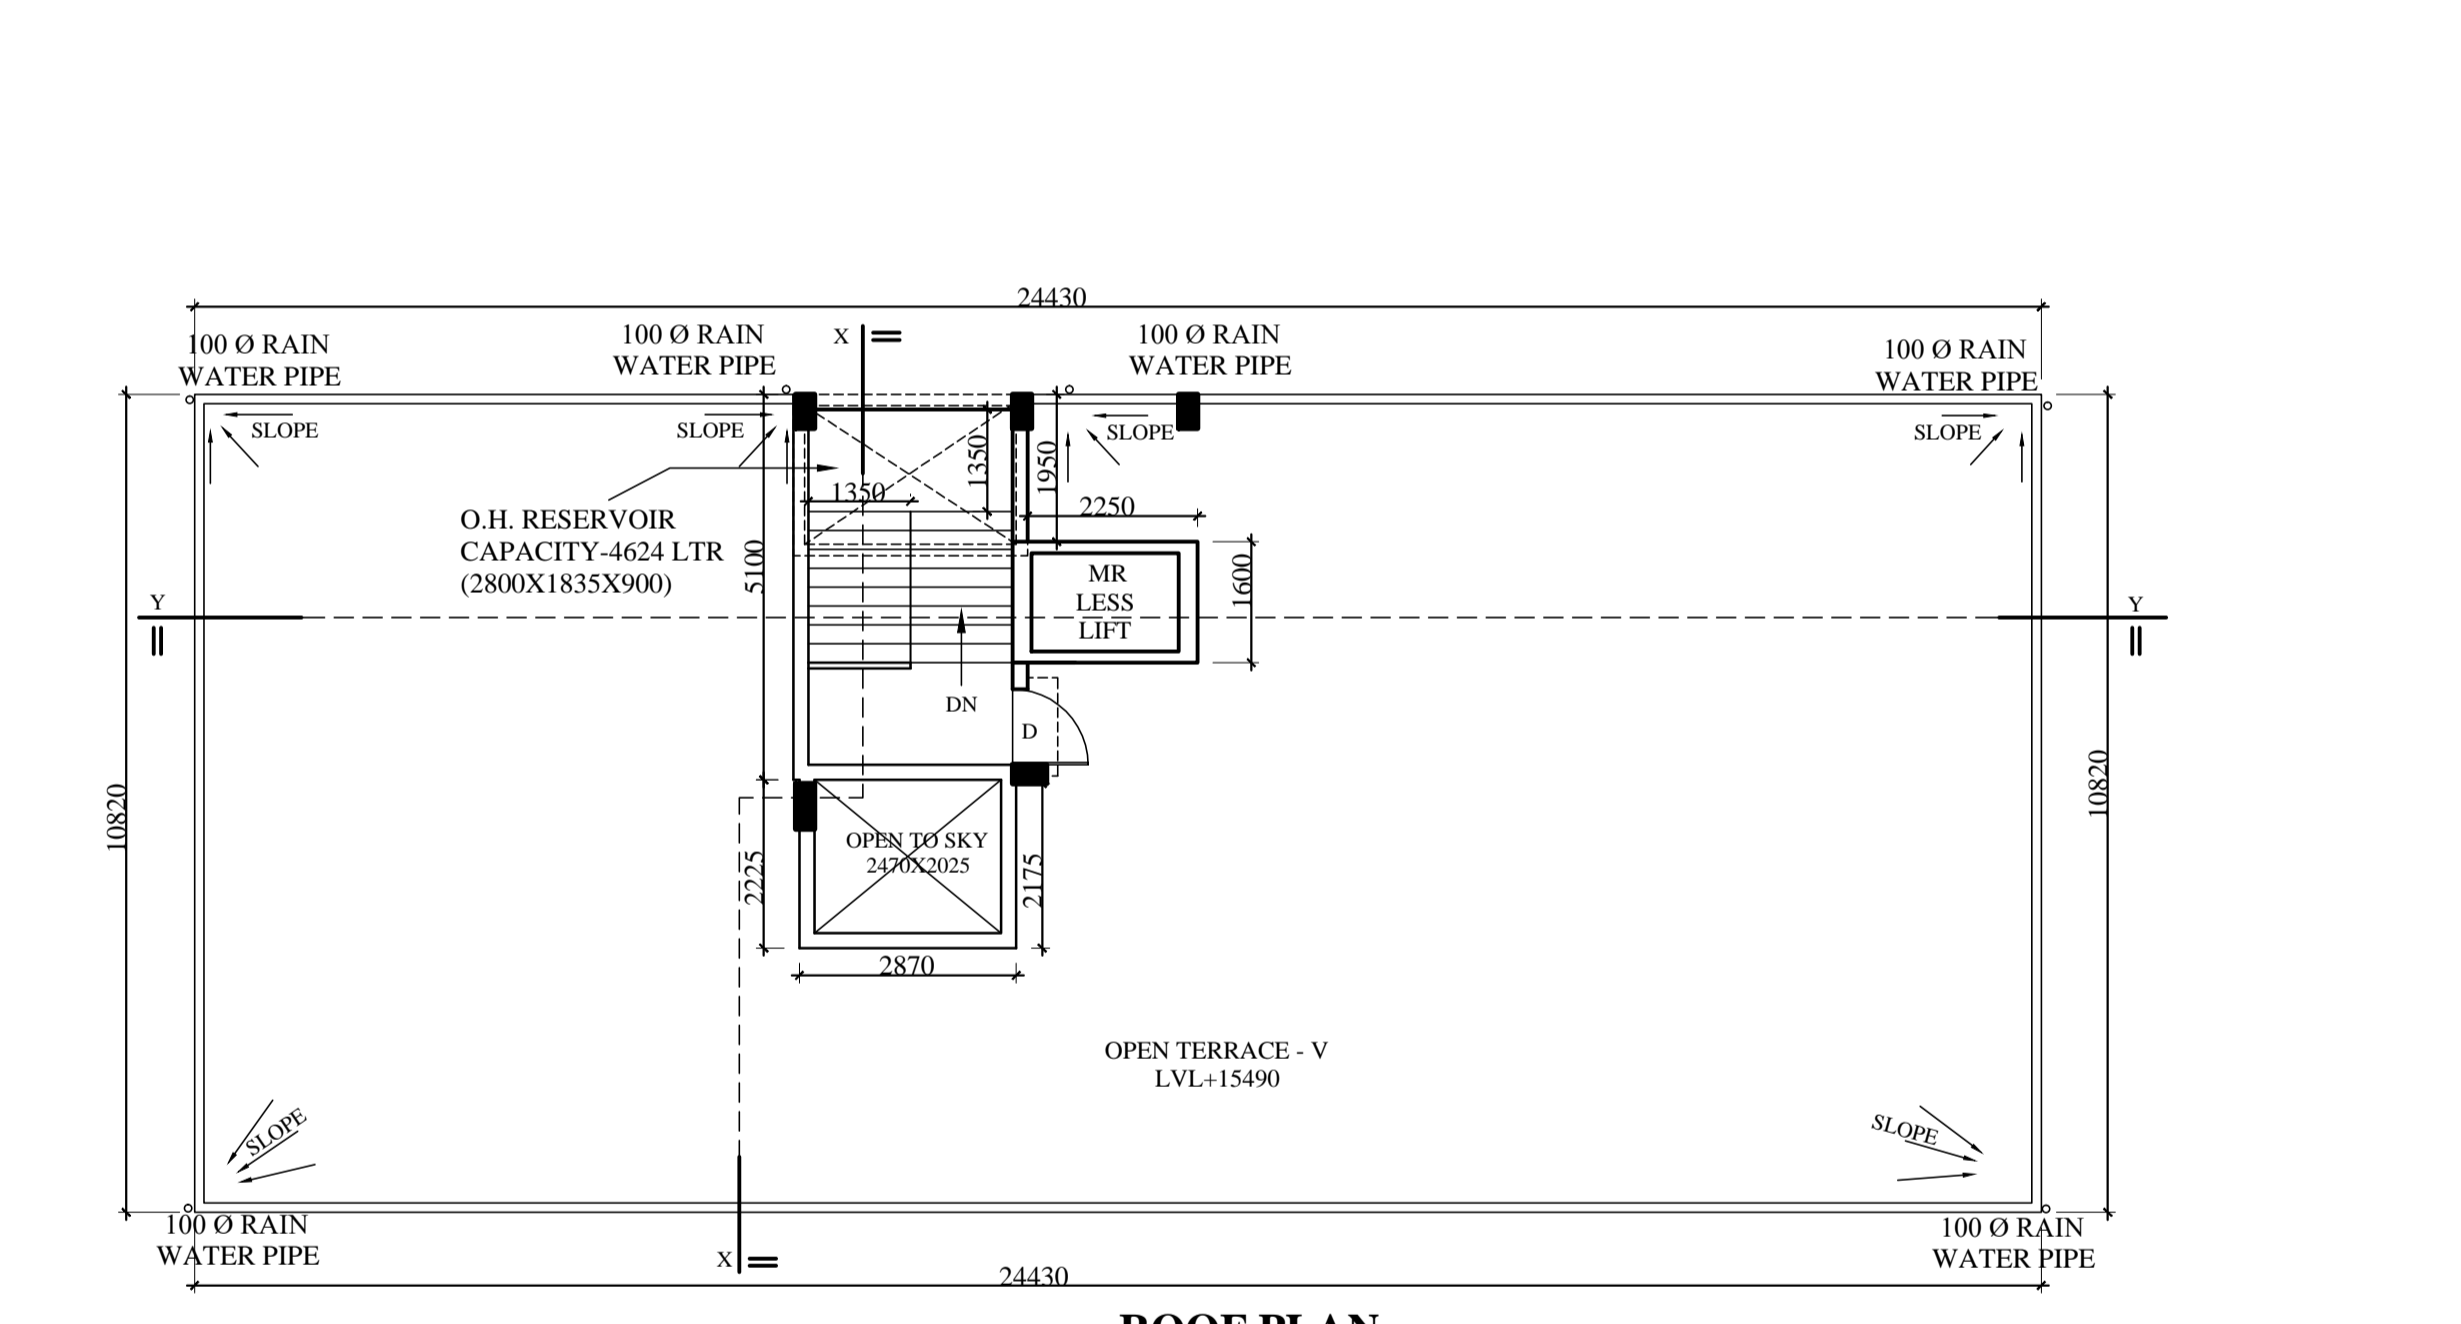 24430
100 Ø RAIN
WATER PIPE
100 Ø RAIN
WATER PIPE
X
100 Ø RAIN
WATER PIPE
100 Ø RAIN
WATER PIPE
SLOPE
SLOPE
SLOPE
SLOPE
1350
1950
1350
2250
O.H. RESERVOIR
CAPACITY-4624 LTR
(2800X1835X900)
5100
1600
MR
LESS
LIFT
Y
Y
DN
D
10820
10820
OPEN TO SKY
2470X2025
2225
2175
2870
OPEN TERRACE - V
LVL+15490
SLOPE
SLOPE
100 Ø RAIN
WATER PIPE
100 Ø RAIN
WATER PIPE
X
24430
ROOF PLAN